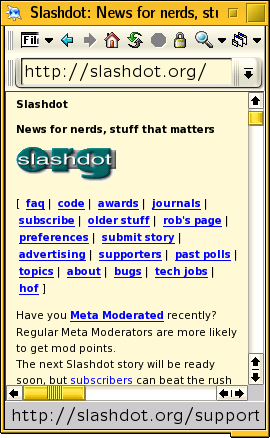 Slashdot: News for nerds, stu
File
http://slashdot.org/
Slashdot
News for nerds, stuff that matters
org
slashdot
[ faq | code | awards | journals |
subscribe | older stuff | rob's page |
preferences | submit story |
advertising | supporters | past polls |
topics | about | bugs | tech jobs |
hof ]
Have you Meta Moderated recently?
Regular Meta Moderators are more likely
to get mod points.
The next Slashdot story will be ready
soon, but subscribers can beat the rush
http://slashdot.org/support